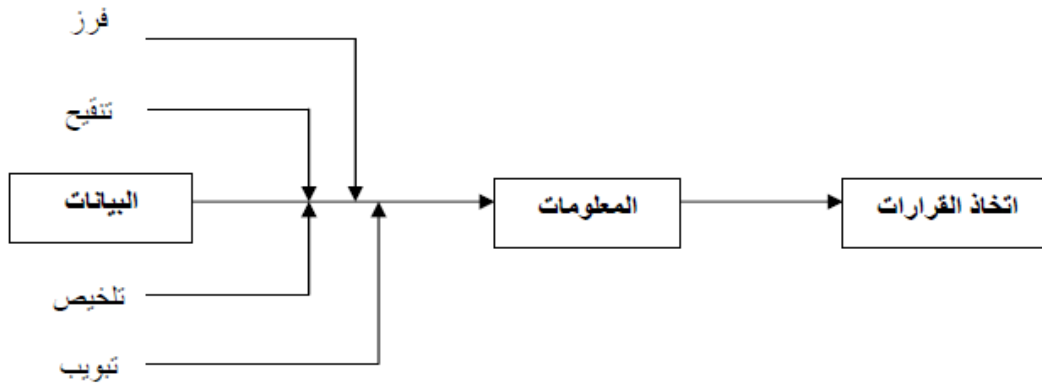 فرز
تنقيح
البيانات
المعلومات
اتخاذ القرارات
تلخيص
تبويب